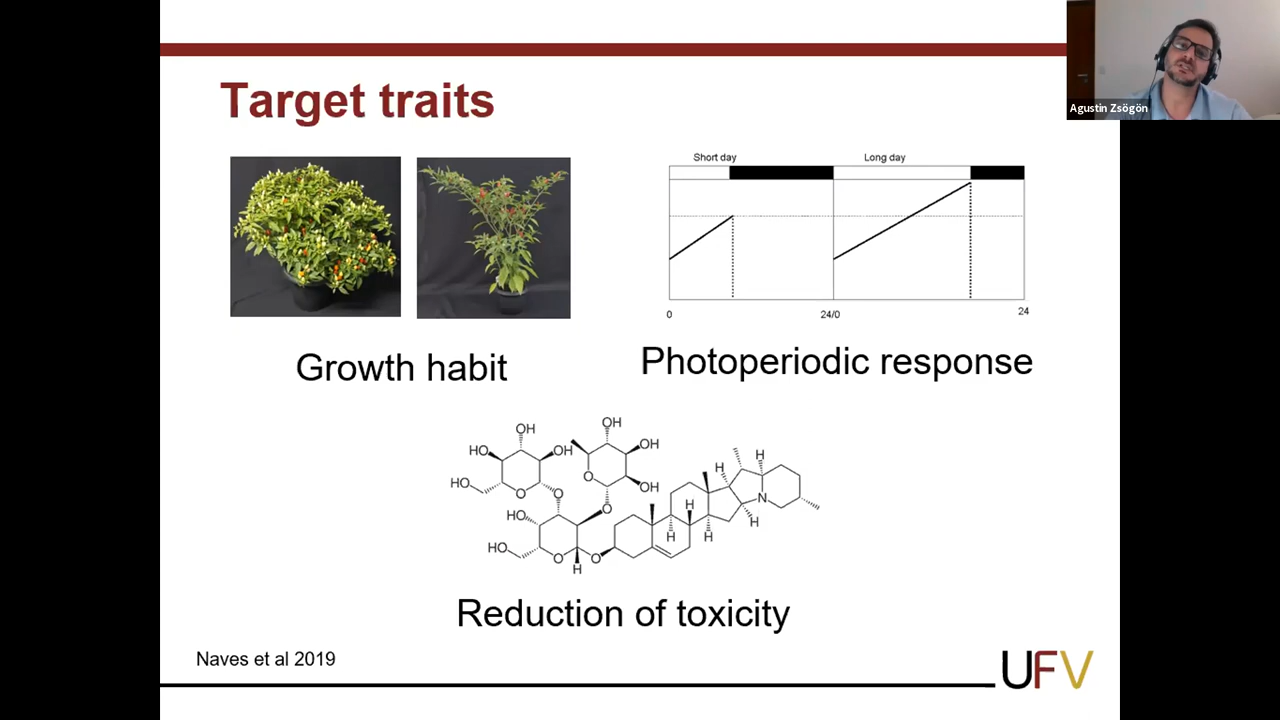 Agustin Zsögön
Target traits
Short day
Long day
0
24/0
24
Growth habit
Photoperiodic response
OH
OH
HO
OH
OH
HO
O
O
O
OH
HO
O
HO
O
O
H
H
H
H
H
H
N
H
Reduction of toxicity
Naves et al 2019
UFV